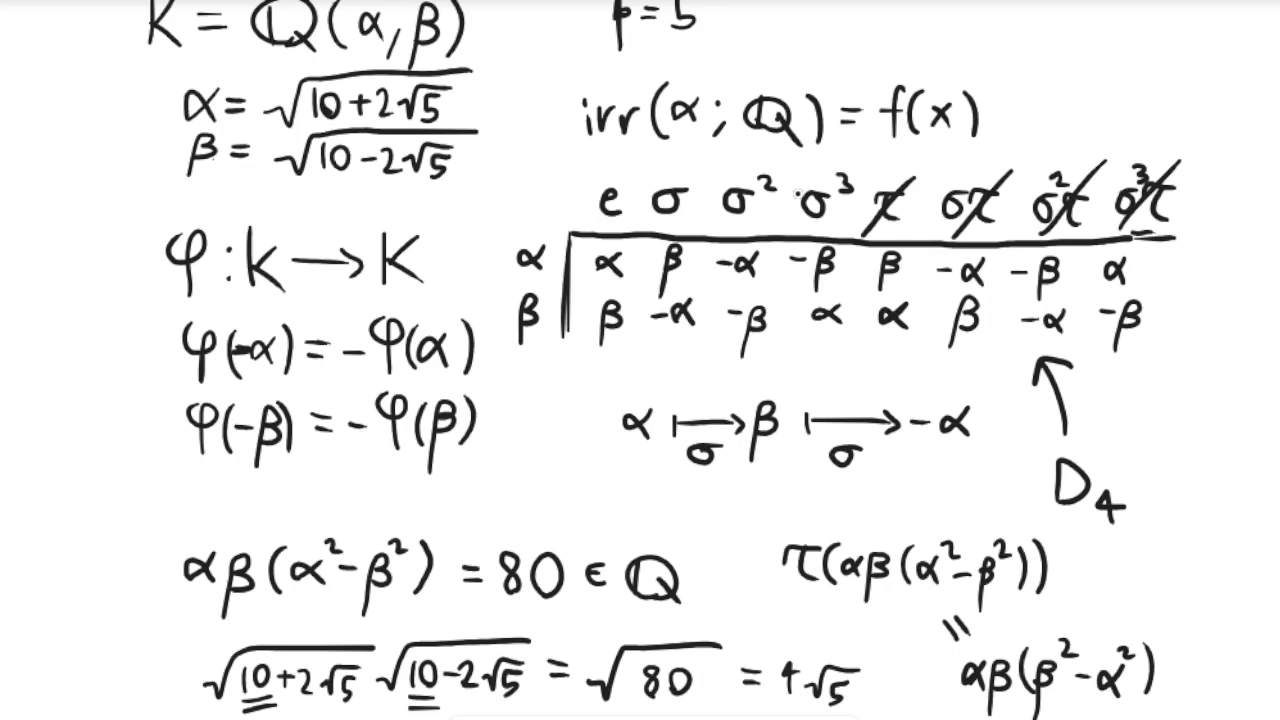 K = ℚ(α, β)
p = 5
α = √(10+2√5)
β = √(10-2√5)
irr(α; ℚ) = f(x)
e σ σ² σ³ τ στ σ²τ σ³τ
α | α β -α -β β -α -β α
β | β -α -β α α β -α -β
φ : K → K
φ(-α) = -φ(α)
φ(-β) = -φ(β)
α ↦ β ↦ -α
σ σ
D₄
αβ(α²-β²) = 80 ∈ ℚ
τ(αβ(α²-β²))
=
αβ(β²-α²)
√(10+2√5) √(10-2√5) = √80 = 4√5